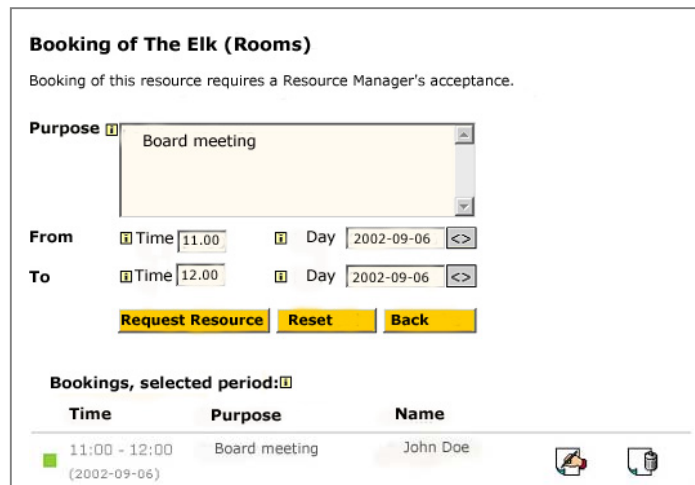 Booking of The Elk (Rooms)
Booking of this resource requires a Resource Manager's acceptance.
Purpose i Board meeting
From i Time 11.00 i Day 2002-09-06 <>
To i Time 12.00 i Day 2002-09-06 <>
Request Resource Reset Back
Bookings, selected period: i
Time Purpose Name
11:00 - 12:00 Board meeting John Doe
(2002-09-06)